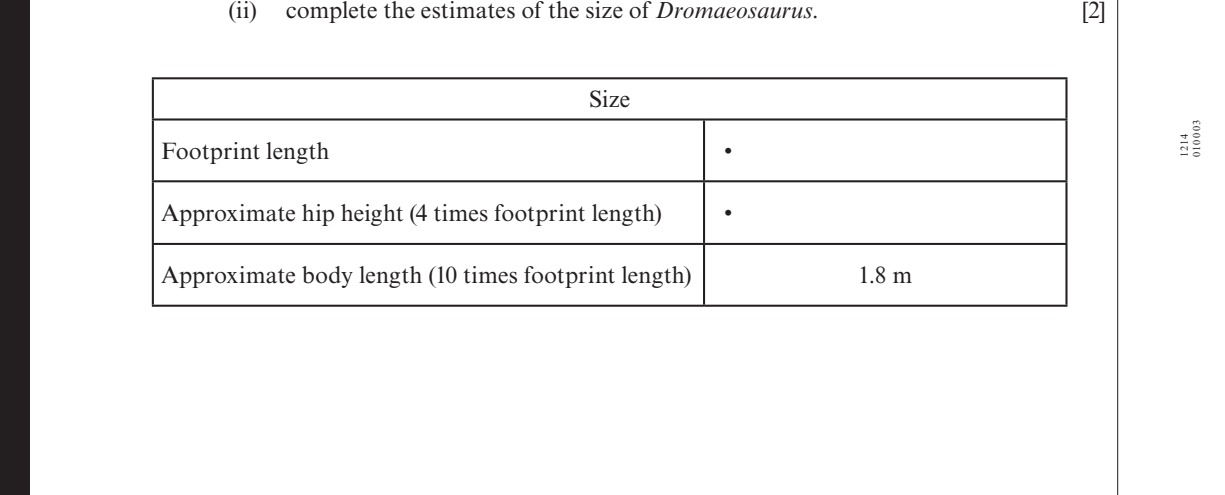 (ii) complete the estimates of the size of Dromaeosaurus. [2]
Size
Footprint length •
Approximate hip height (4 times footprint length) •
Approximate body length (10 times footprint length) 1.8 m
1214
010003